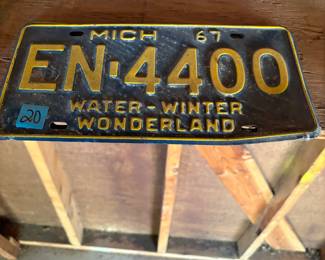 MICH 67
EN-4400
20
WATER-WINTER
WONDERLAND